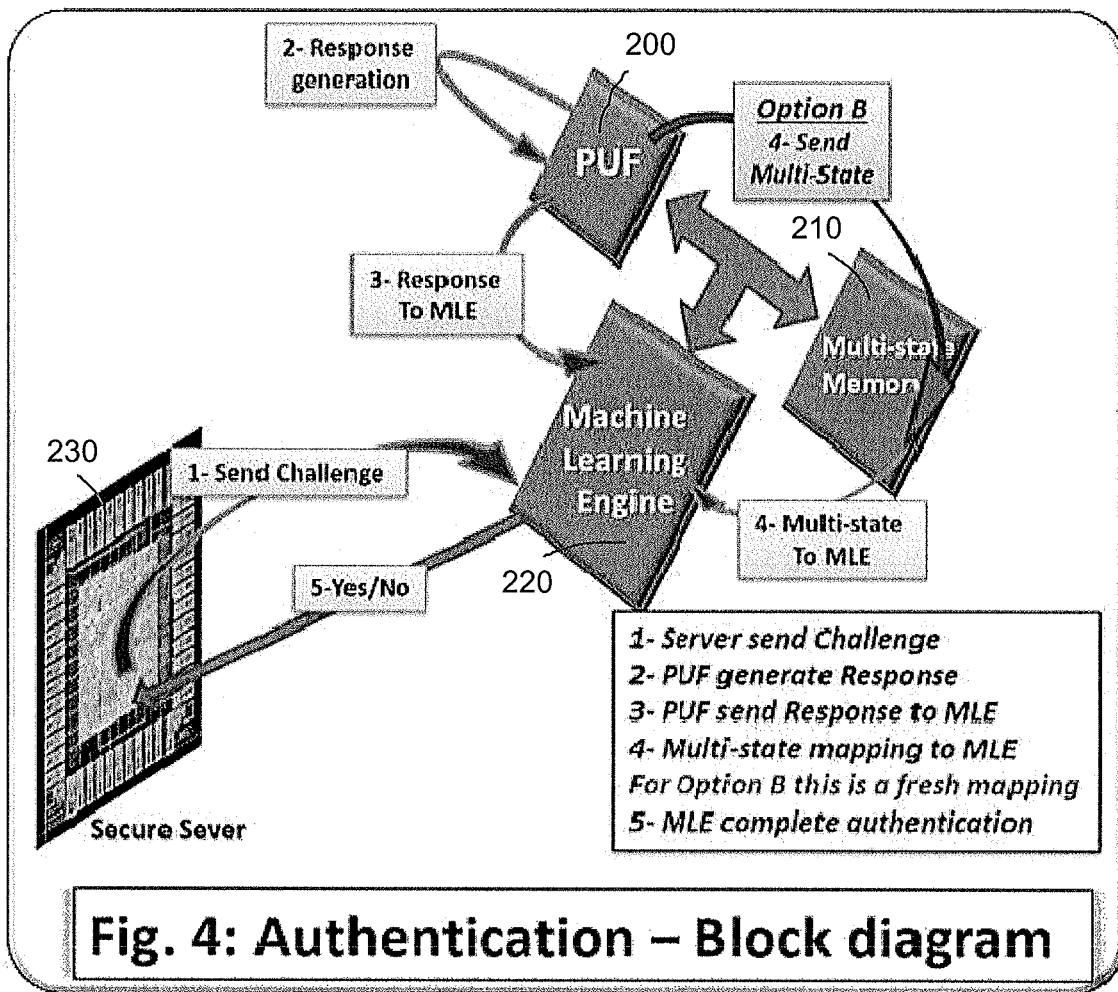 2- Response
generation
200
PUF
Option B
4- Send
Multi-State
210
3- Response
To MLE
Multi-state
Memory
Machine
Learning
Engine
230
1- Send Challenge
4- Multi-state
To MLE
5-Yes/No
220
1- Server send Challenge
2- PUF generate Response
3- PUF send Response to MLE
4- Multi-state mapping to MLE
For Option B this is a fresh mapping
5- MLE complete authentication
Secure Sever
Fig. 4: Authentication – Block diagram